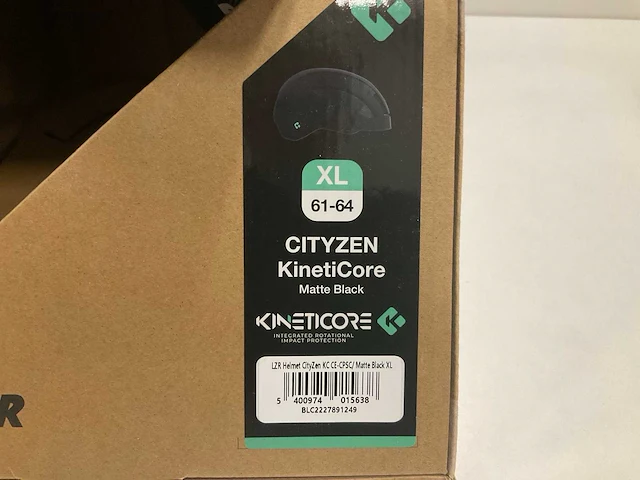 XL
61-64
CITYZEN
KinetiCore
Matte Black
KINETICORE
INTEGRATED ROTATIONAL
IMPACT PROTECTION
LZR Helmet CityZen KC CE-CPSC/ Matte Black XL
5 400974 015638
BLC2227891249
R